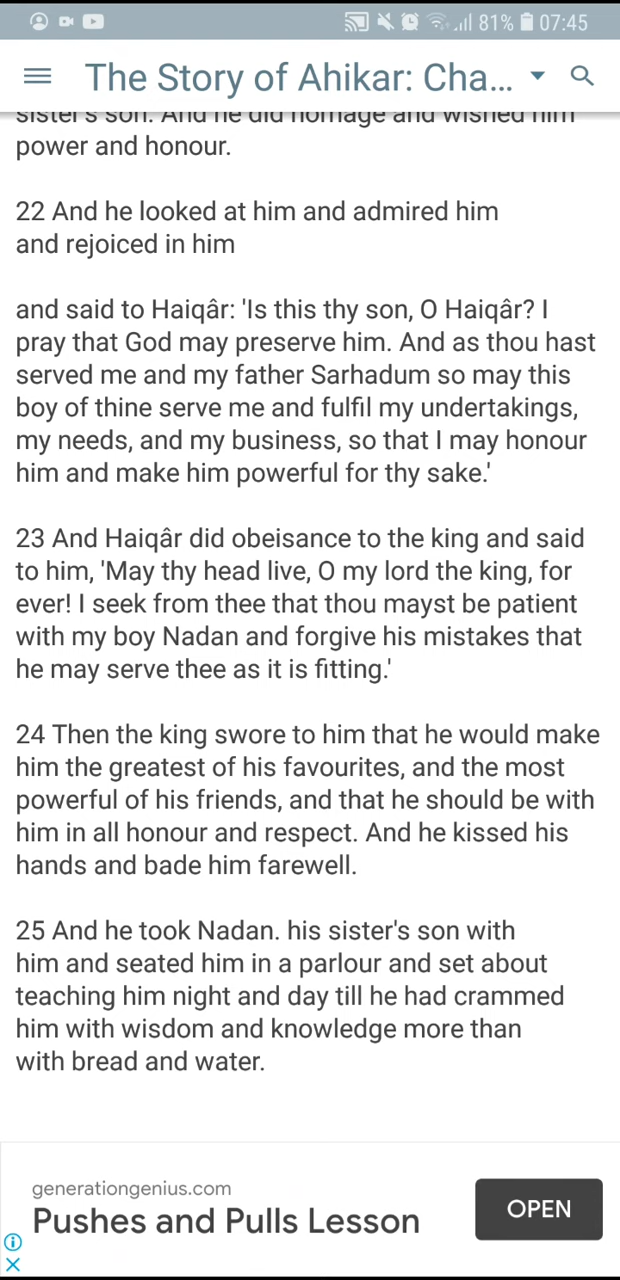 81% 07:45
The Story of Ahikar: Cha...
sister's son. And he did homage and wished him
power and honour.
22 And he looked at him and admired him
and rejoiced in him
and said to Haiqâr: 'Is this thy son, O Haiqâr? I
pray that God may preserve him. And as thou hast
served me and my father Sarhadum so may this
boy of thine serve me and fulfil my undertakings,
my needs, and my business, so that I may honour
him and make him powerful for thy sake.'
23 And Haiqâr did obeisance to the king and said
to him, 'May thy head live, O my lord the king, for
ever! I seek from thee that thou mayst be patient
with my boy Nadan and forgive his mistakes that
he may serve thee as it is fitting.'
24 Then the king swore to him that he would make
him the greatest of his favourites, and the most
powerful of his friends, and that he should be with
him in all honour and respect. And he kissed his
hands and bade him farewell.
25 And he took Nadan. his sister's son with
him and seated him in a parlour and set about
teaching him night and day till he had crammed
him with wisdom and knowledge more than
with bread and water.
generationgenius.com
Pushes and Pulls Lesson
OPEN